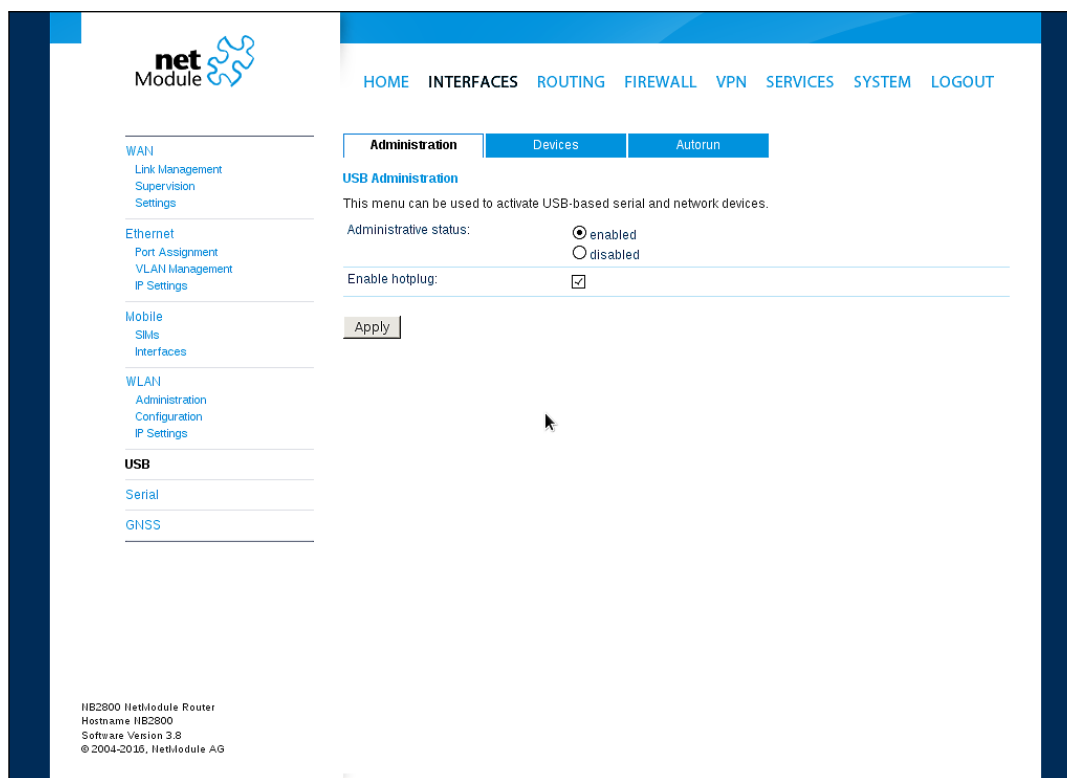 net
Module
HOME INTERFACES ROUTING FIREWALL VPN SERVICES SYSTEM LOGOUT
WAN
Link Management
Supervision
Settings
Ethernet
Port Assignment
VLAN Management
IP Settings
Mobile
SIMs
Interfaces
WLAN
Administration
Configuration
IP Settings
USB
Serial
GNSS
Administration Devices Autorun
USB Administration
This menu can be used to activate USB-based serial and network devices.
Administrative status:
enabled
disabled
Enable hotplug:
Apply
NB2800 NetModule Router
Hostname NB2800
Software Version 3.8
© 2004-2016, NetModule AG